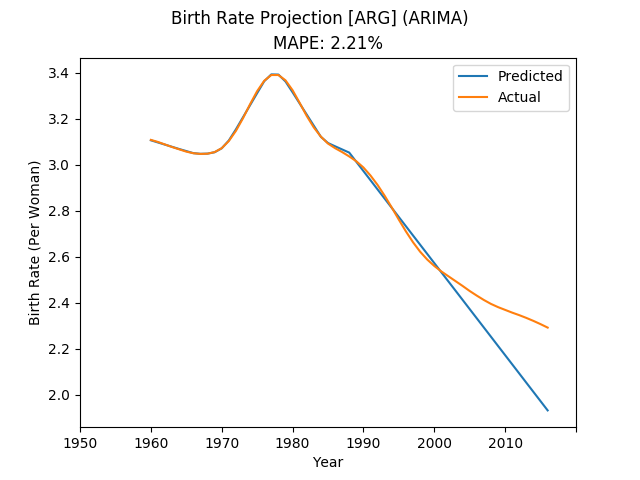 Birth Rate Projection [ARG] (ARIMA)
MAPE: 2.21%
Predicted
Actual
3.4
3.2
3.0
2.8
2.6
2.4
2.2
2.0
Birth Rate (Per Woman)
1950 1960 1970 1980 1990 2000 2010
Year